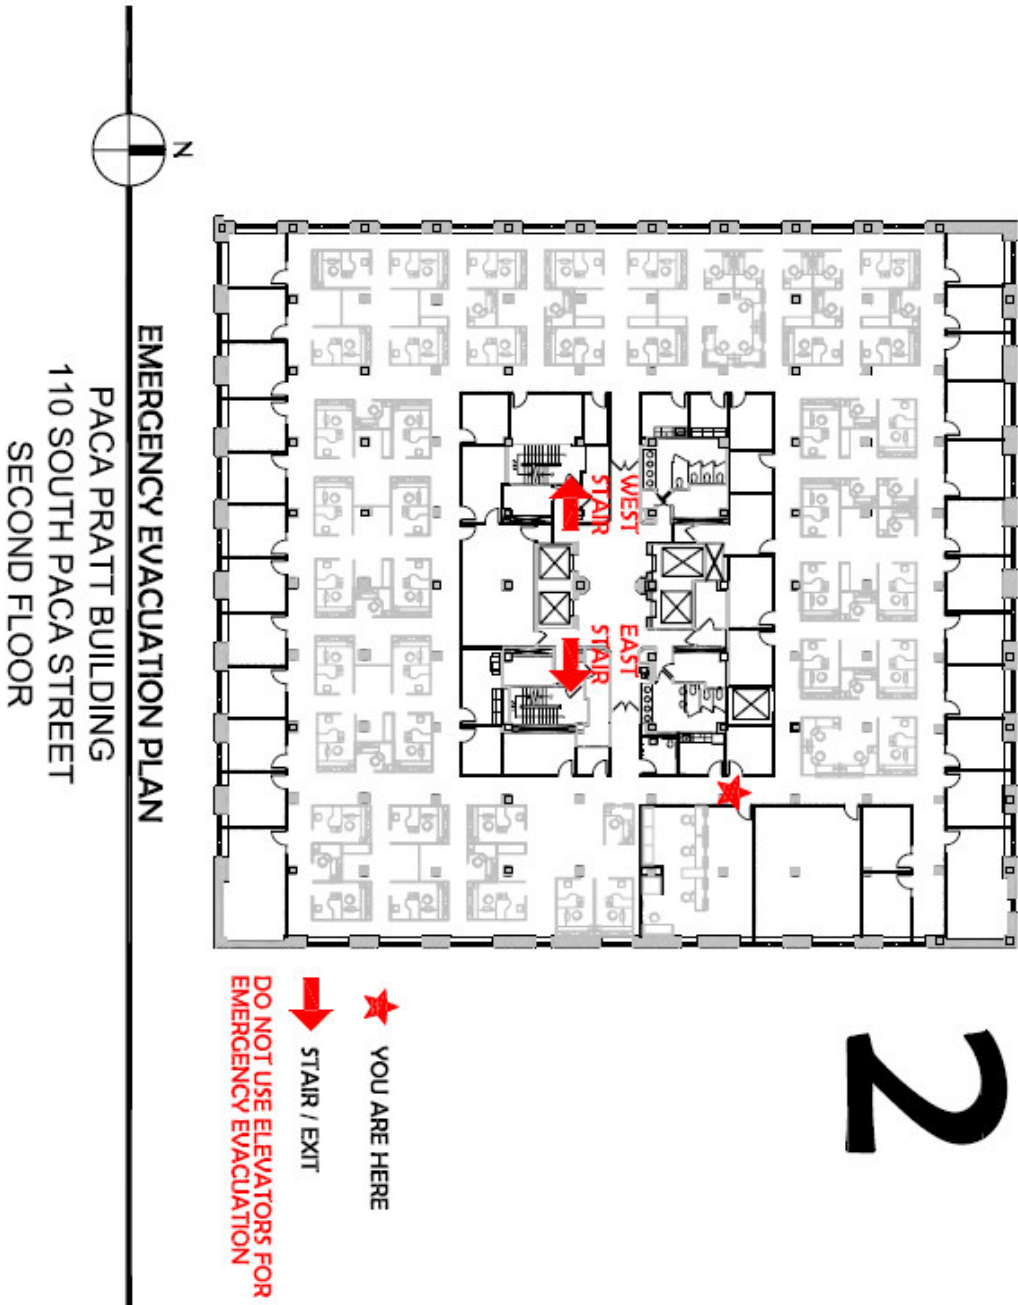 2
WEST
STAIR
EAST
STAIR
YOU ARE HERE
STAIR / EXIT
DO NOT USE ELEVATORS FOR
EMERGENCY EVACUATION
N
EMERGENCY EVACUATION PLAN
PACA PRATT BUILDING
110 SOUTH PACA STREET
SECOND FLOOR